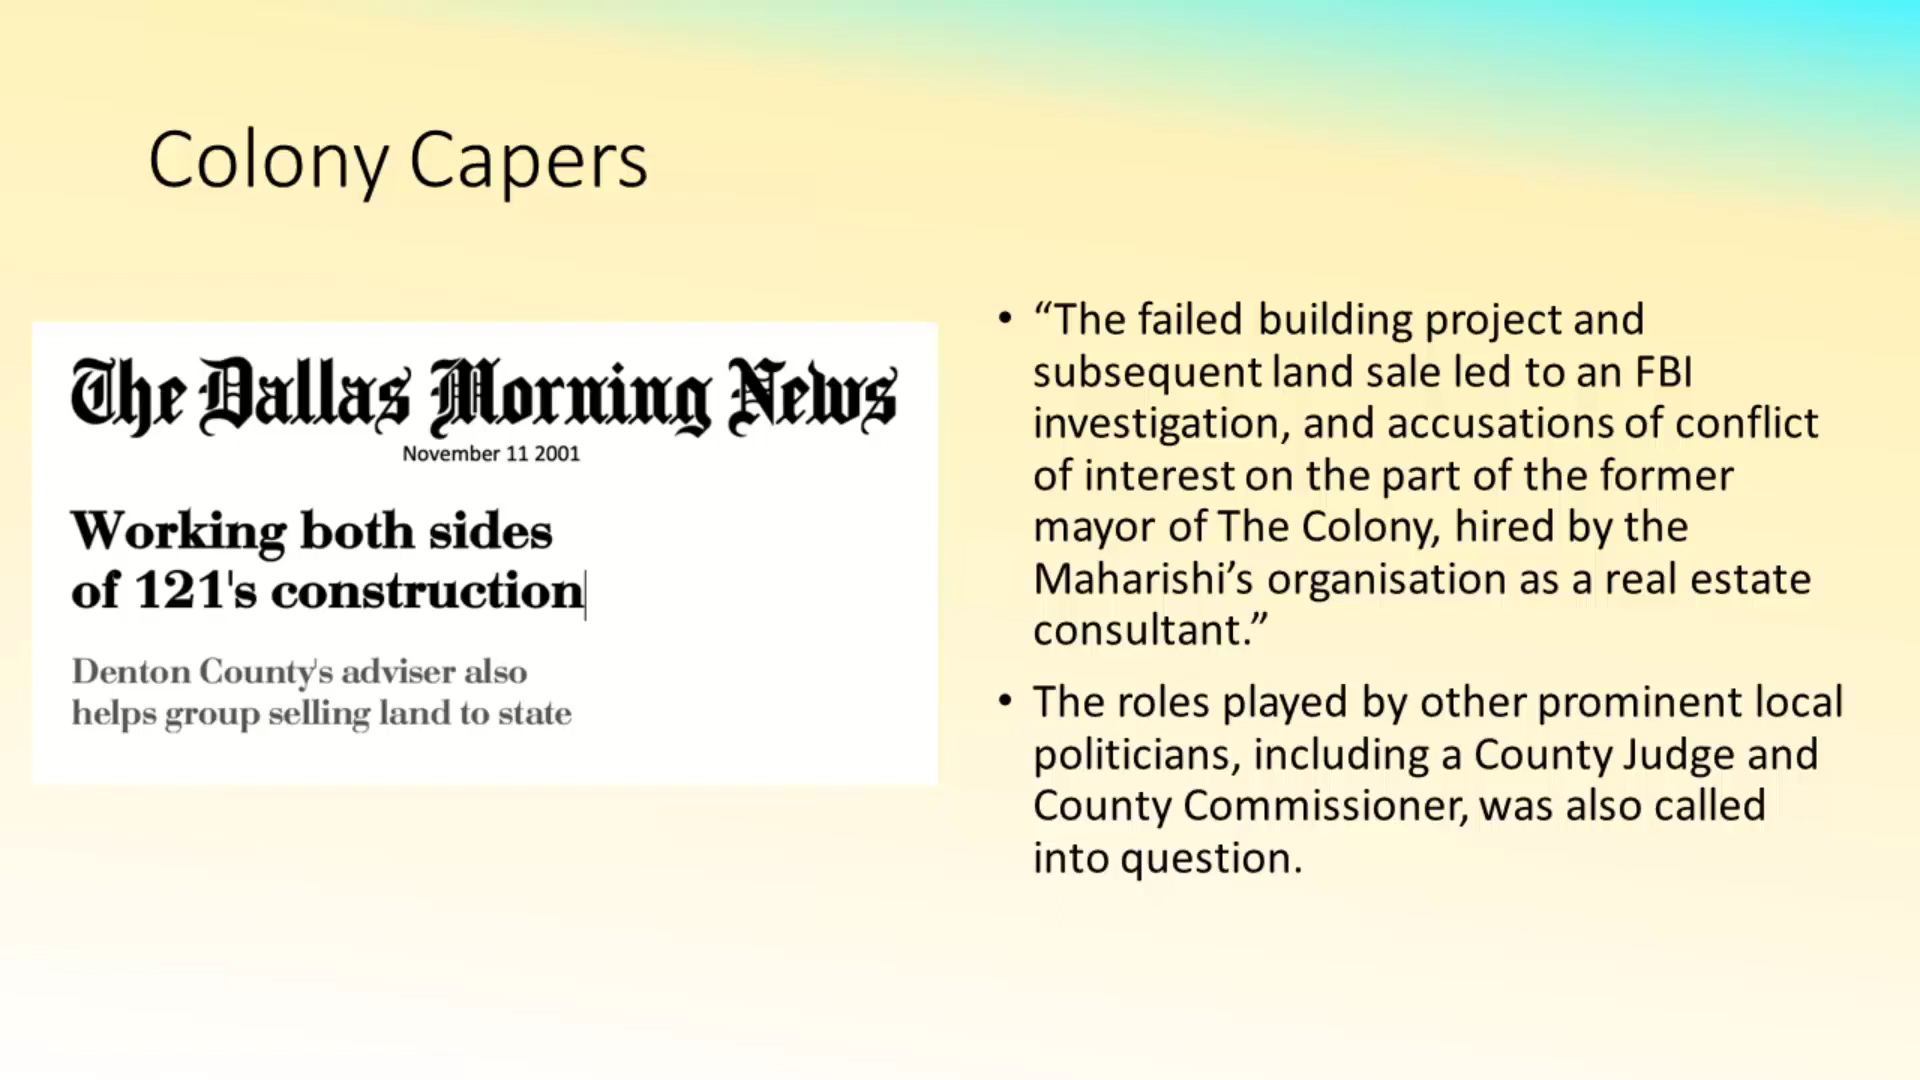 Colony Capers
The Dallas Morning News
November 11 2001
Working both sides
of 121's construction
Denton County's adviser also
helps group selling land to state
• “The failed building project and
subsequent land sale led to an FBI
investigation, and accusations of conflict
of interest on the part of the former
mayor of The Colony, hired by the
Maharishi’s organisation as a real estate
consultant.”
• The roles played by other prominent local
politicians, including a County Judge and
County Commissioner, was also called
into question.